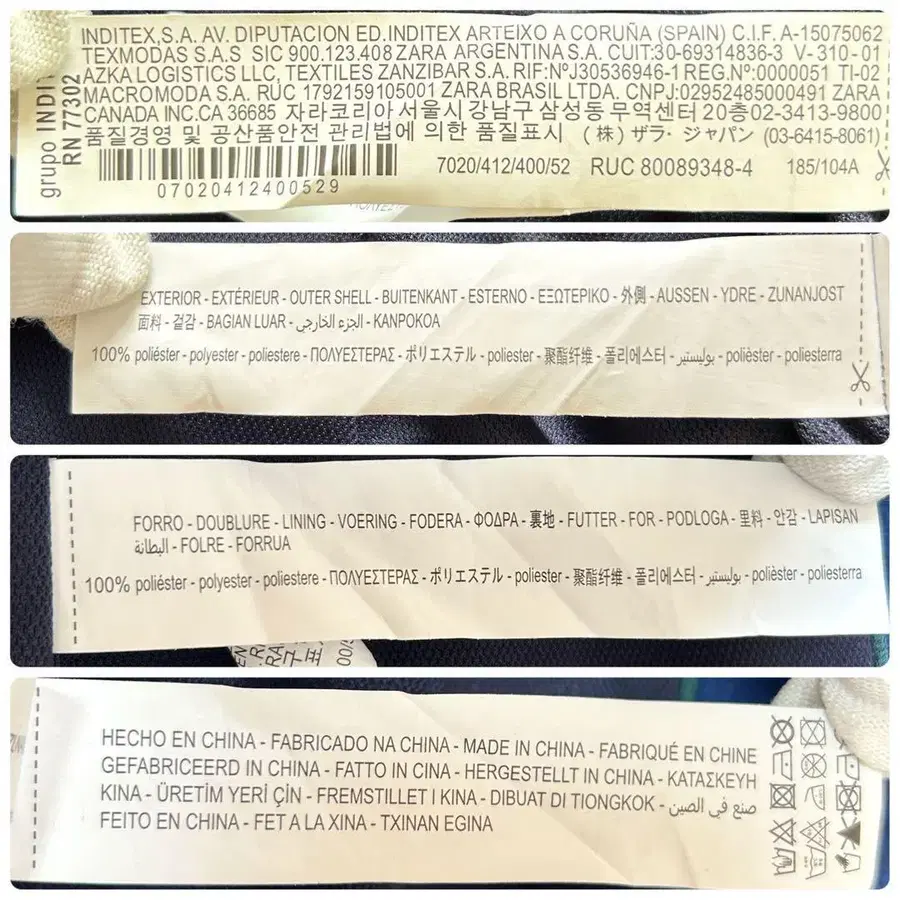 INDITEX,S.A. AV. DIPUTACION ED.INDITEX ARTEIXO A CORUÑA (SPAIN) C.I.F. A-15075062
TEXMODAS S.A.S SIC 900.123.408 ZARA ARGENTINA S.A. CUIT:30-69314836-3 V-310-01
AZKA LOGISTICS LLC, TEXTILES ZANZIBAR S.A. RIF:NºJ30536946-1 REG.Nº:0000051 TI-02
MACROMODA S.A. RUC 1792159105001 ZARA BRASIL LTDA. CNPJ:02952485000491 ZARA
CANADA INC.CA 36685 자라코리아 서울시 강남구 삼성동 무역센터 20층 02-3413-9800
품질경영 및 공산품안전 관리법에 의한 품질표시 (株) ザラ・ジャパン (03-6415-8061)
grupo INDI
RN 77302
7020/412/400/52 RUC 80089348-4 185/104A
07020412400529
EXTERIOR - EXTÉRIEUR - OUTER SHELL - BUITENKANT - ESTERNO - ΕΞΩΤΕΡΙΚΟ - 外側 - AUSSEN - YDRE - ZUNANJOST
面料 - 겉감 - BAGIAN LUAR - الجزء الخارجي - KANPOKOA
100% poliéster - polyester - poliestere - ΠΟΛΥΕΣΤΕΡΑΣ - ポリエステル - poliester - 聚酯纤维 - 폴리에스터 - بوليستير - polièster - poliesterra
FORRO - DOUBLURE - LINING - VOERING - FODERA - ΦΟΔΡΑ - 裏地 - FUTTER - FOR - PODLOGA - 里料 - 안감 - LAPISAN
البطانة - FOLRE - FORRUA
100% poliéster - polyester - poliestere - ΠΟΛΥΕΣΤΕΡΑΣ - ポリエステル - poliester - 聚酯纤维 - 폴리에스터 - بوليستير - polièster - poliesterra
HECHO EN CHINA - FABRICADO NA CHINA - MADE IN CHINA - FABRIQUÉ EN CHINE
GEFABRICEERD IN CHINA - FATTO IN CINA - HERGESTELLT IN CHINA - ΚΑΤΑΣΚΕΥΗ
ΚΙΝΑ - ÜRETİM YERİ ÇİN - FREMSTILLET I KINA - DIBUAT DI TIONGKOK - صنع في الصين
FEITO EN CHINA - FET A LA XINA - TXINAN EGINA